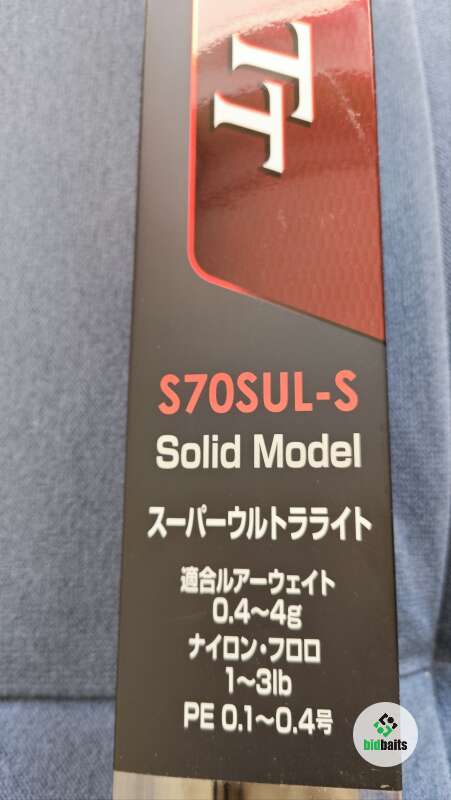 TT
S70SUL-S
Solid Model
スーパーウルトラライト
適合ルアーウェイト
0.4~4g
ナイロン・フロロ
1~3lb
PE 0.1~0.4号
bidbaits